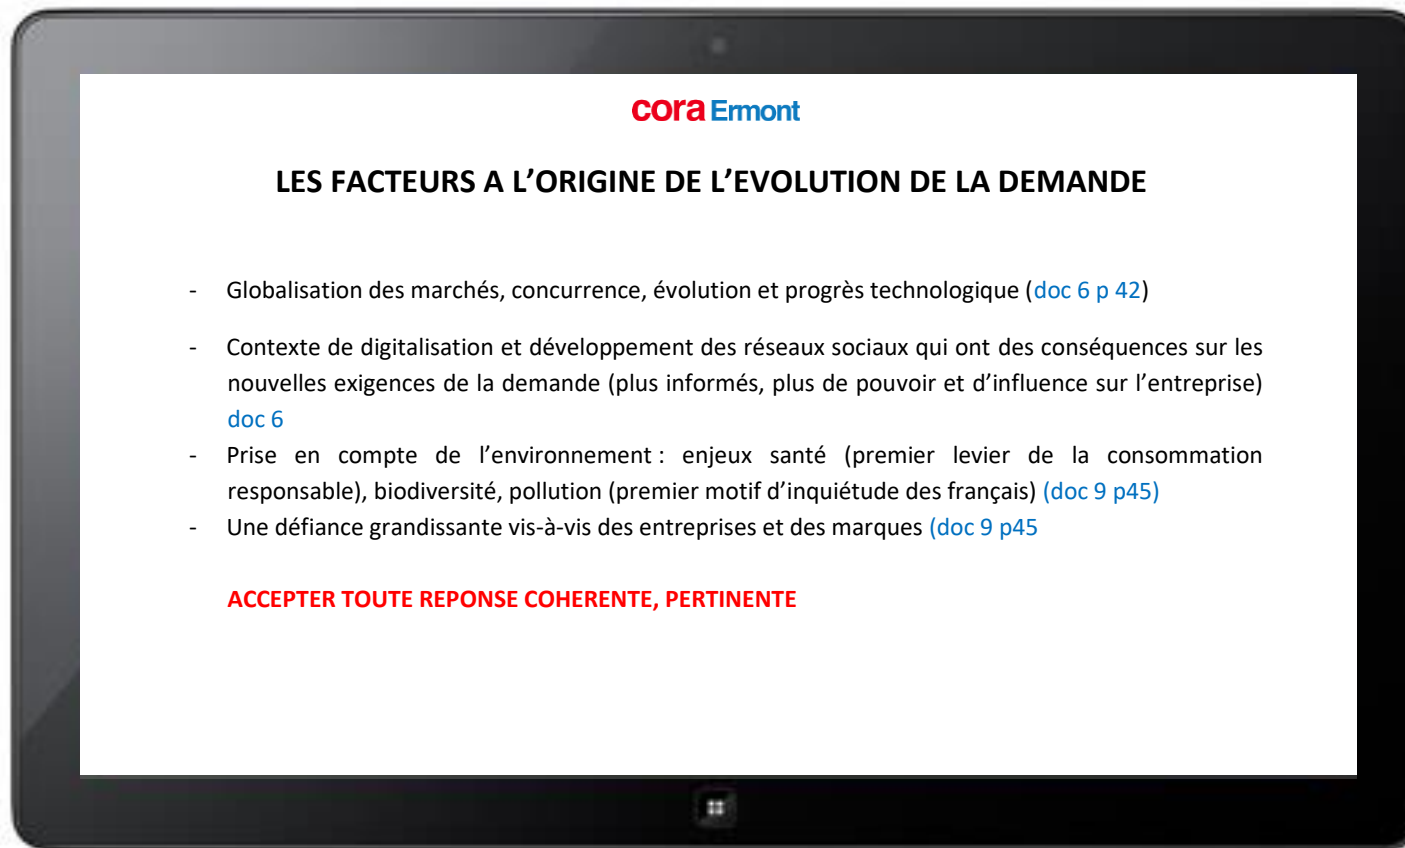 cora Ermont
LES FACTEURS A L’ORIGINE DE L’EVOLUTION DE LA DEMANDE
- Globalisation des marchés, concurrence, évolution et progrès technologique (doc 6 p 42)
- Contexte de digitalisation et développement des réseaux sociaux qui ont des conséquences sur les
nouvelles exigences de la demande (plus informés, plus de pouvoir et d’influence sur l’entreprise)
doc 6
- Prise en compte de l’environnement : enjeux santé (premier levier de la consommation
responsable), biodiversité, pollution (premier motif d’inquiétude des français) (doc 9 p45)
- Une défiance grandissante vis-à-vis des entreprises et des marques (doc 9 p45
ACCEPTER TOUTE REPONSE COHERENTE, PERTINENTE